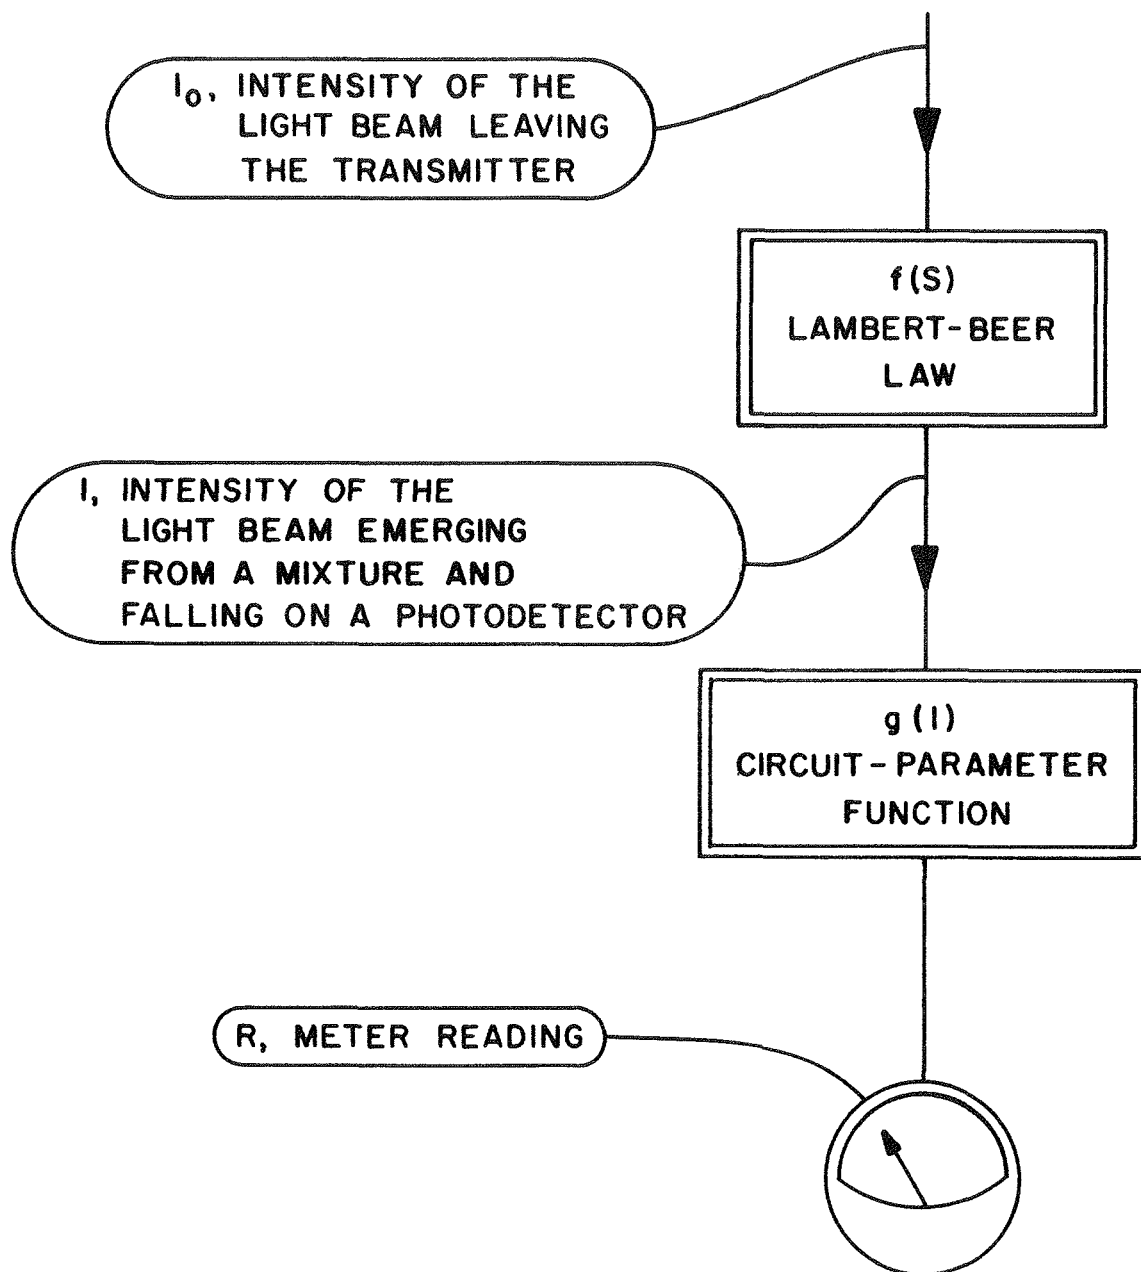 I₀, INTENSITY OF THE
LIGHT BEAM LEAVING
THE TRANSMITTER
f(S)
LAMBERT-BEER
LAW
I, INTENSITY OF THE
LIGHT BEAM EMERGING
FROM A MIXTURE AND
FALLING ON A PHOTODETECTOR
g(I)
CIRCUIT-PARAMETER
FUNCTION
R, METER READING